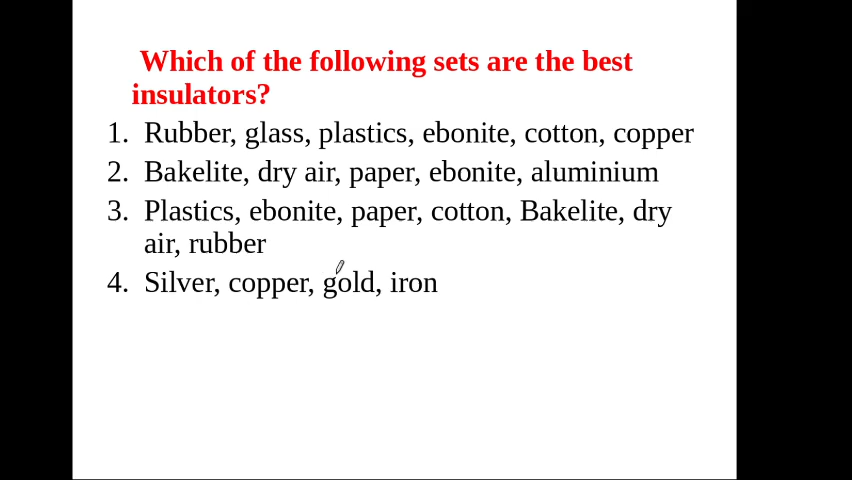 Which of the following sets are the best
insulators?
1. Rubber, glass, plastics, ebonite, cotton, copper
2. Bakelite, dry air, paper, ebonite, aluminium
3. Plastics, ebonite, paper, cotton, Bakelite, dry
air, rubber
4. Silver, copper, gold, iron